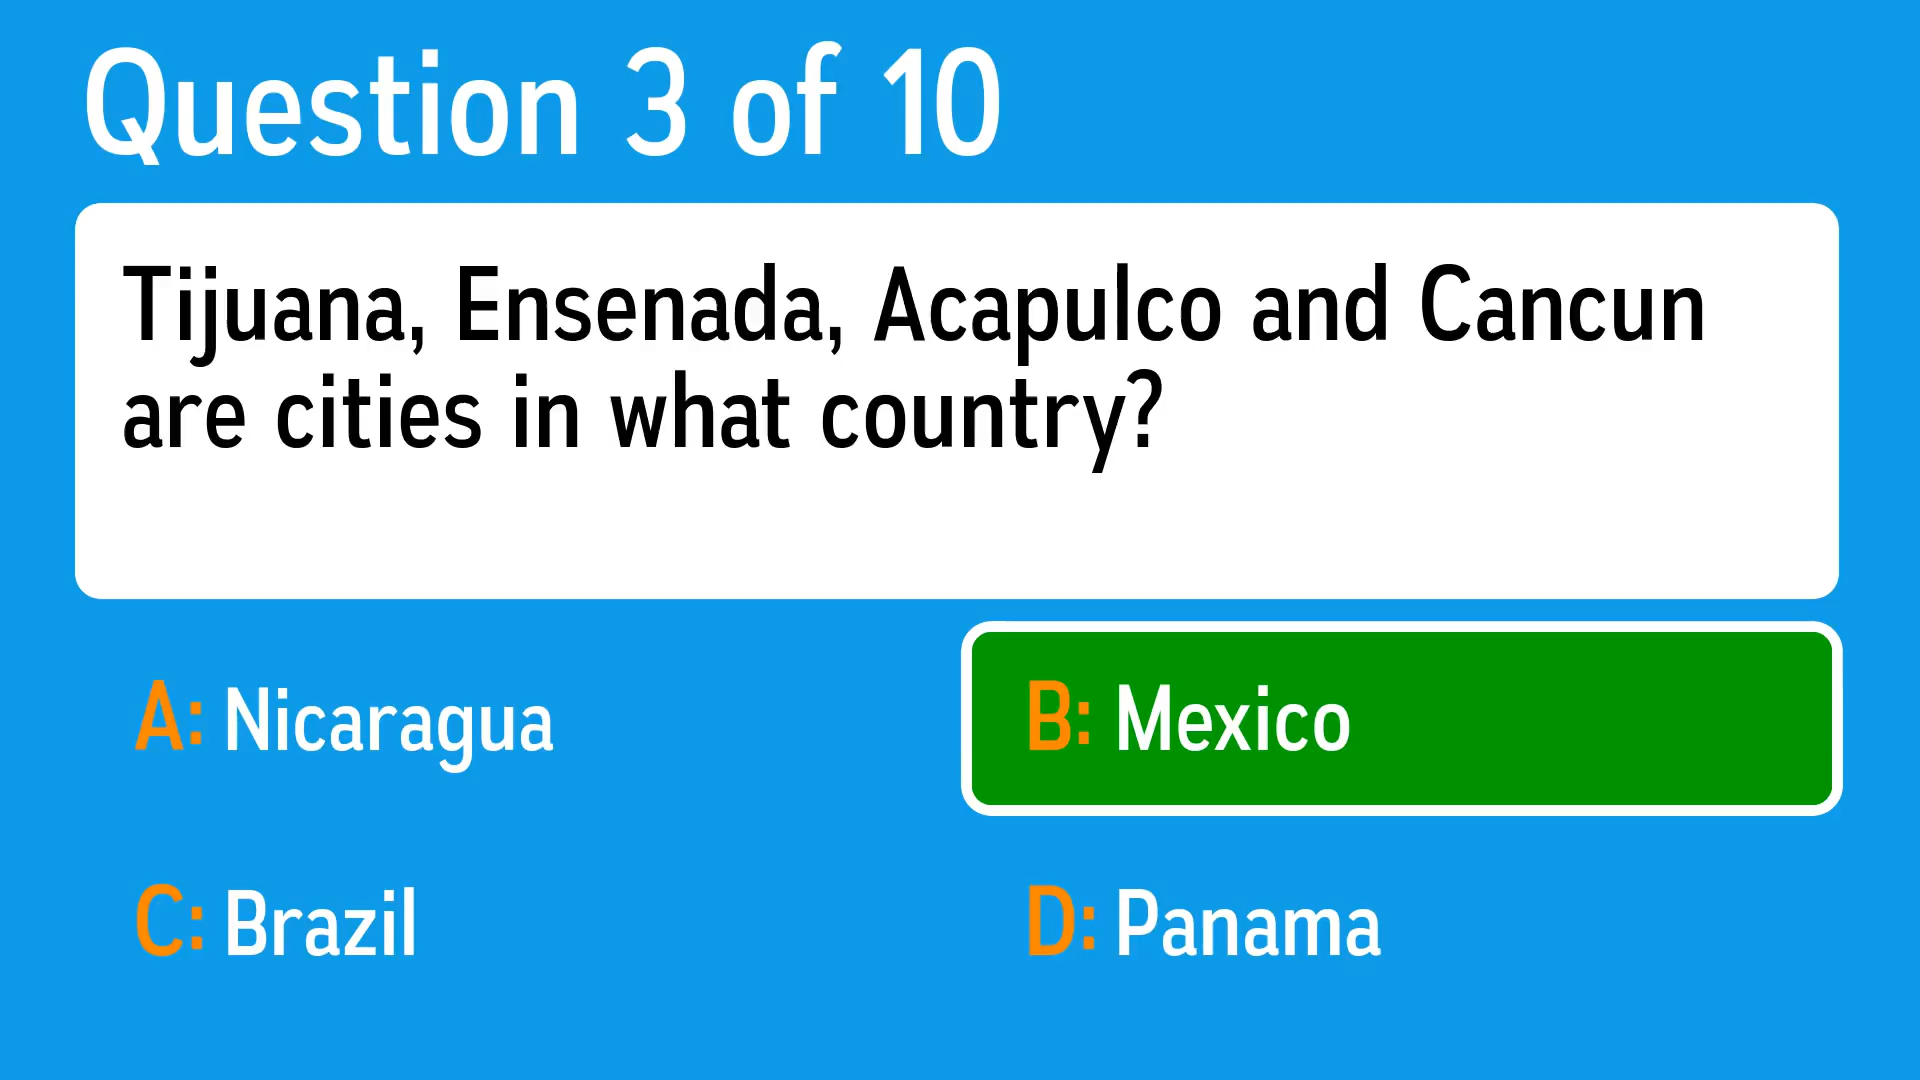 Question 3 of 10
Tijuana, Ensenada, Acapulco and Cancun
are cities in what country?
A: Nicaragua
B: Mexico
C: Brazil
D: Panama